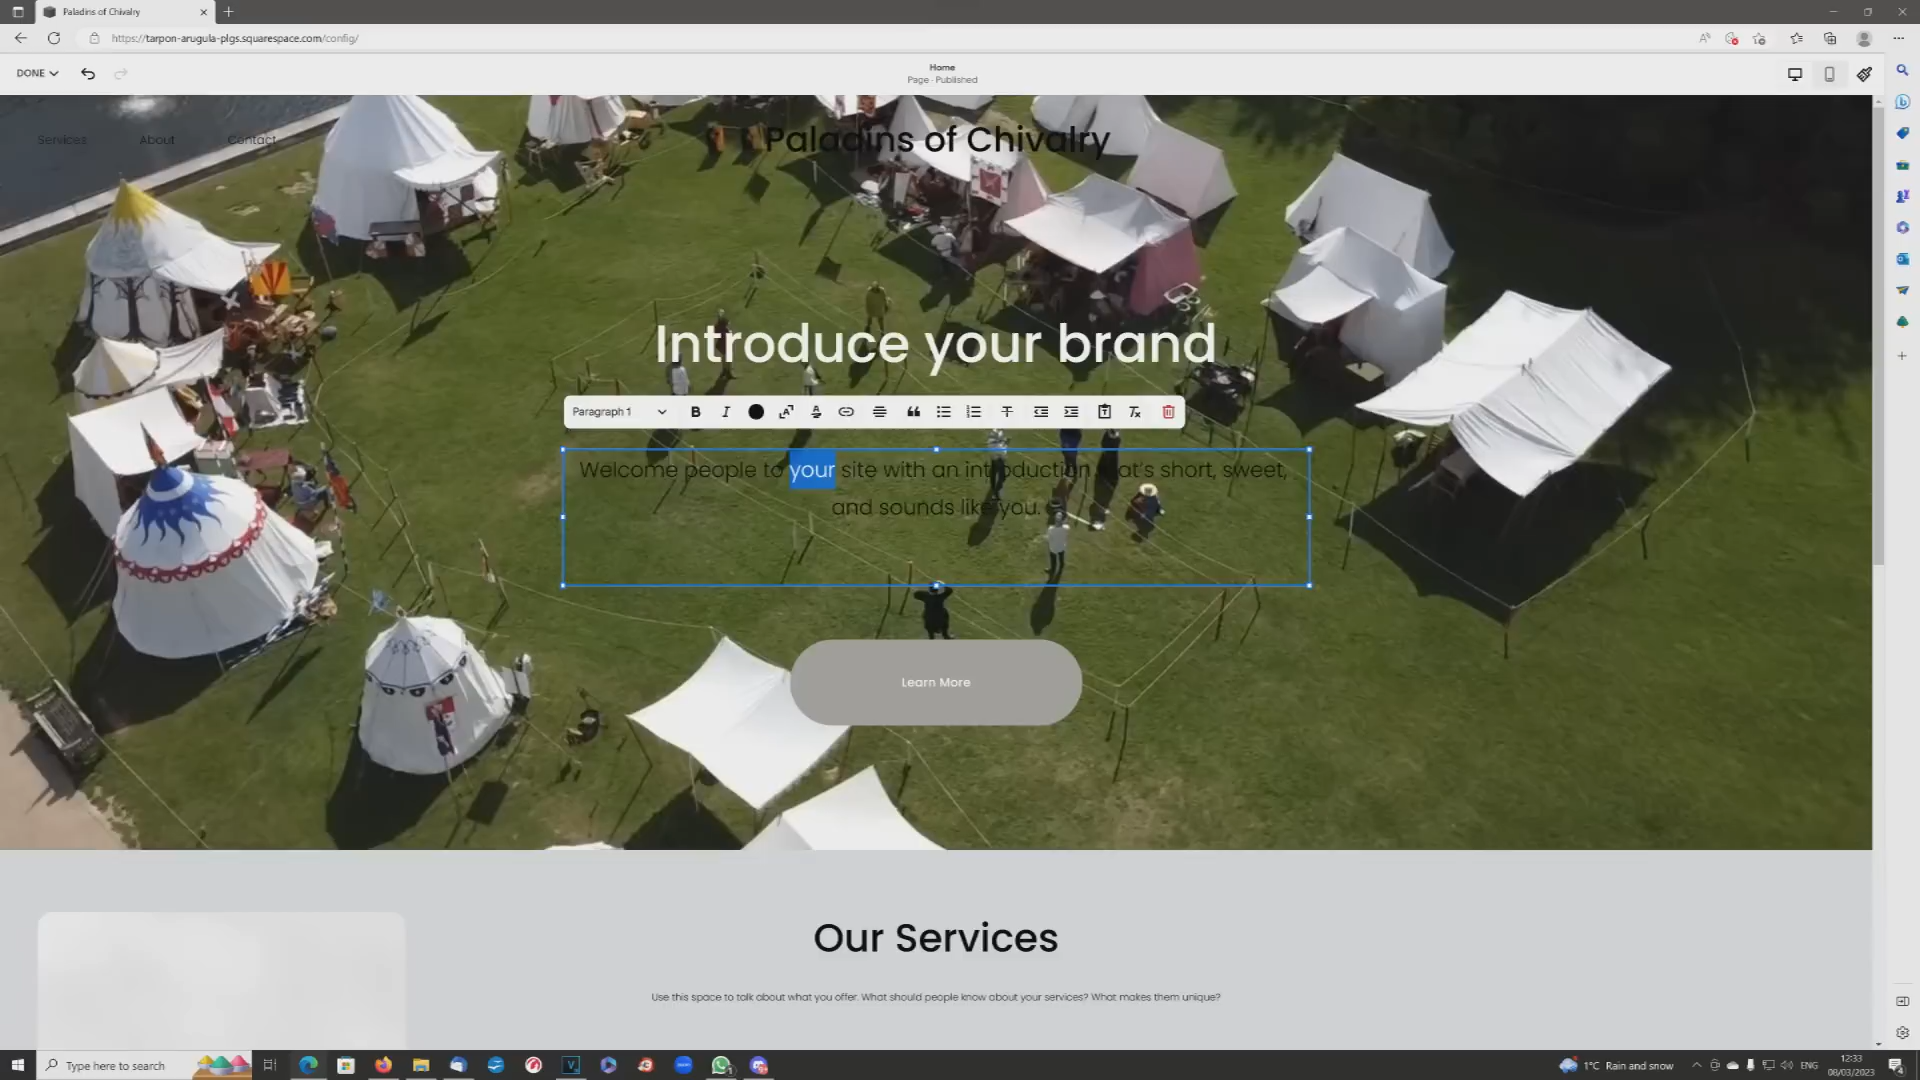 Paladins of Chivalry
https://tarpon-arugula-plgs.squarespace.com/config/
DONE
Home
Page · Published
Services
About
Contact
Paladins of Chivalry
Introduce your brand
Paragraph 1
Welcome people to your site with an introduction that's short, sweet,
and sounds like you.
Learn More
Our Services
Use this space to talk about what you offer. What should people know about your services? What makes them unique?
Type here to search
1°C Rain and snow
ENG
12:33
08/03/2023